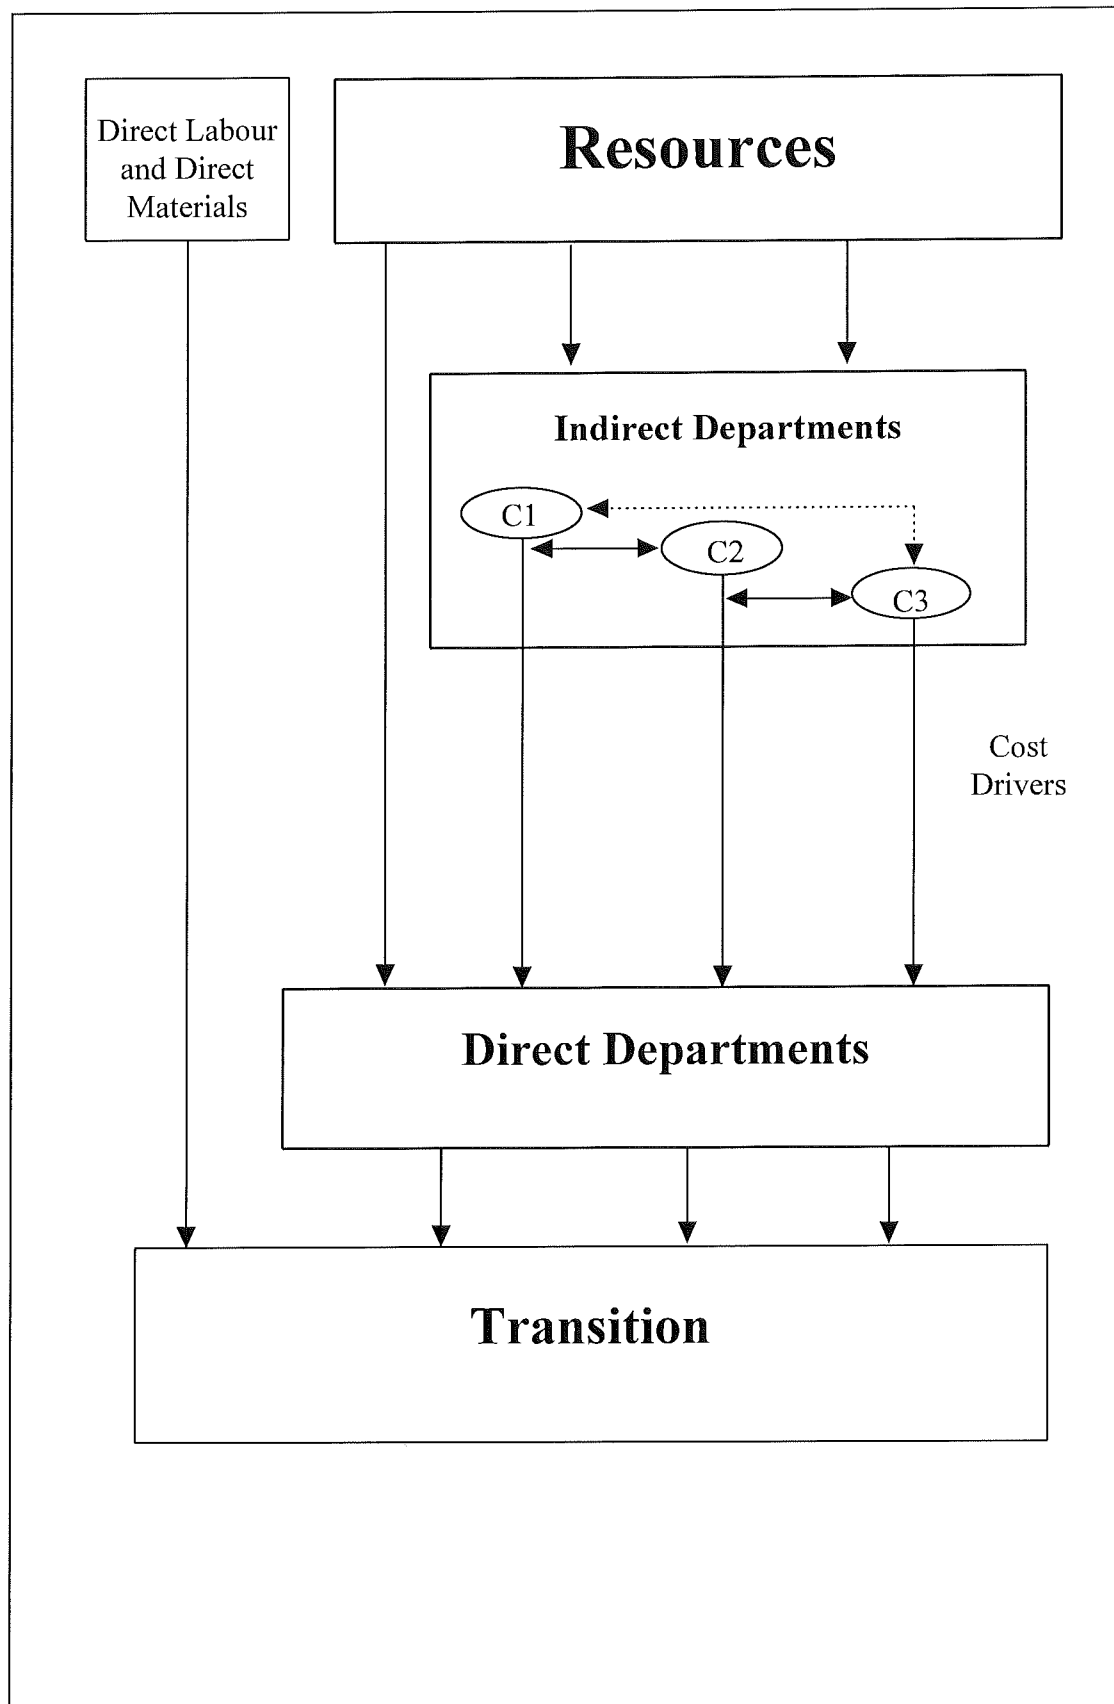 Direct Labour
and Direct
Materials
Resources
Indirect Departments
C1
C2
C3
Cost
Drivers
Direct Departments
Transition